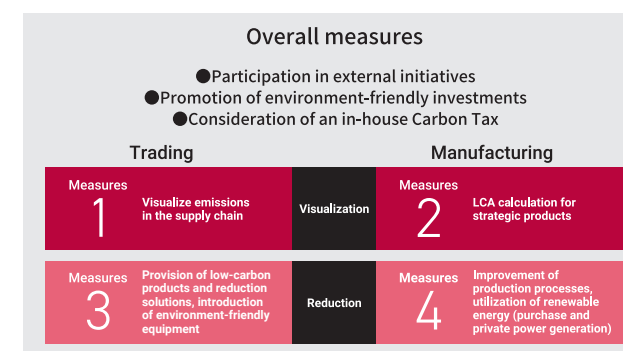 Overall measures
●Participation in external initiatives
●Promotion of environment-friendly investments
●Consideration of an in-house Carbon Tax
Trading
Manufacturing
Measures
1
Visualize emissions
in the supply chain
Visualization
Measures
2
LCA calculation for
strategic products
Measures
3
Provision of low-carbon
products and reduction
solutions, introduction
of environment-friendly
equipment
Reduction
Measures
4
Improvement of
production processes,
utilization of renewable
energy (purchase and
private power generation)